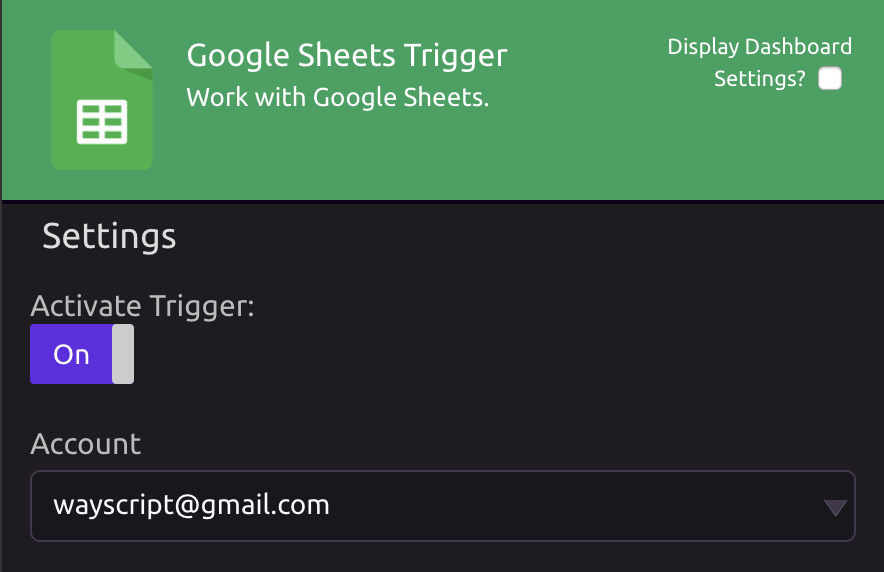 Google Sheets Trigger
Work with Google Sheets.
Display Dashboard
Settings?
Settings
Activate Trigger:
On
Account
wayscript@gmail.com